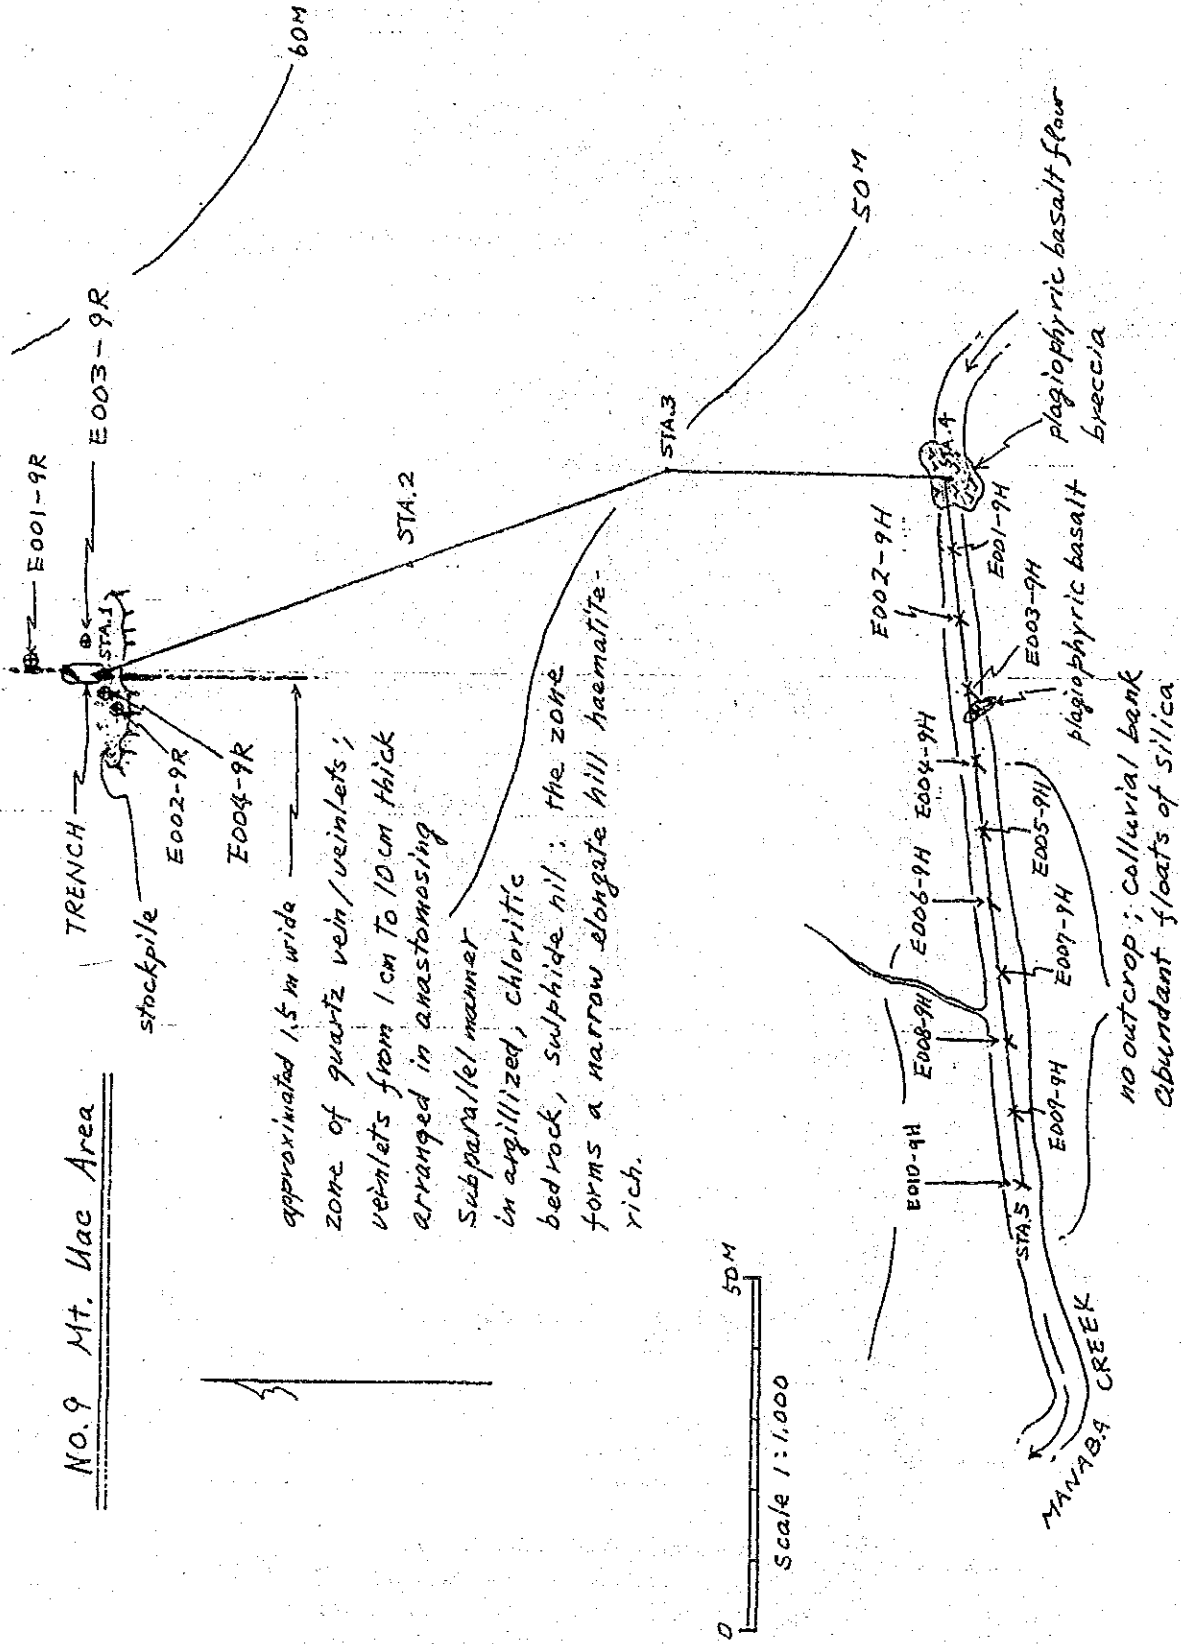 No.9 Mt. Uac Area
60M
E001-9R
E003-9R
TRENCH
STA.1
stockpile
E002-9R
E004-9R
STA.2
STA.3
50M
approximated 1.5 m wide
zone of quartz vein/veinlets;
veinlets from 1cm to 10cm thick
arranged in anastomosing
subparallel manner
in argillized, chloritic
bedrock, sulphide nil; the zone
forms a narrow elongate hill haematite-
rich.
0
50M
Scale 1:1,000
STA.4
plagiophyric basalt flow
breccia
E002-9H
E001-9H
E003-9H
plagiophyric basalt
E004-9H
E005-9H
E006-9H
E007-9H
E008-9H
E009-9H
E010-9H
STA.5
no outcrop; colluvial bank
abundant floats of silica
MANABA CREEK